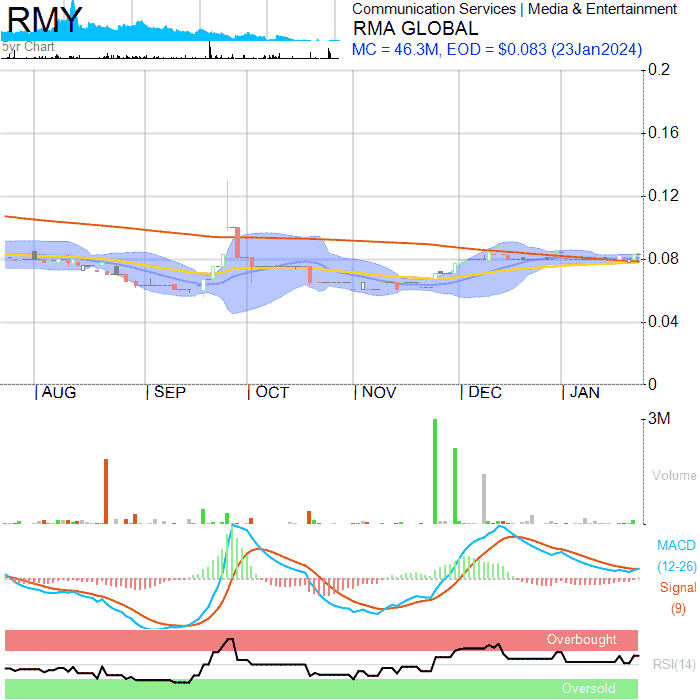 RMY
5yr Chart
Communication Services | Media & Entertainment
RMA GLOBAL
MC = 46.3M, EOD = $0.083 (23Jan2024)
0.2
0.16
0.12
0.08
0.04
0
| AUG | SEP | OCT | NOV | DEC | JAN
3M
Volume
MACD
(12-26)
Signal
(9)
Overbought
RSI(14)
Oversold